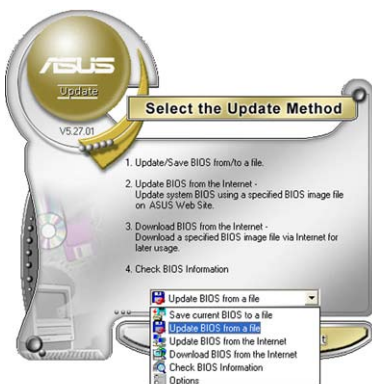 ASUS
Update
V5.27.01
Select the Update Method
1. Update/Save BIOS from/to a file.
2. Update BIOS from the Internet -
Update system BIOS using a specified BIOS image file
on ASUS Web Site.
3. Download BIOS from the Internet -
Download a specified BIOS image file via Internet for
later usage.
4. Check BIOS Information
Update BIOS from a file
Save current BIOS to a file
Update BIOS from a file
Update BIOS from the Internet
Download BIOS from the Internet
Check BIOS Information
Options